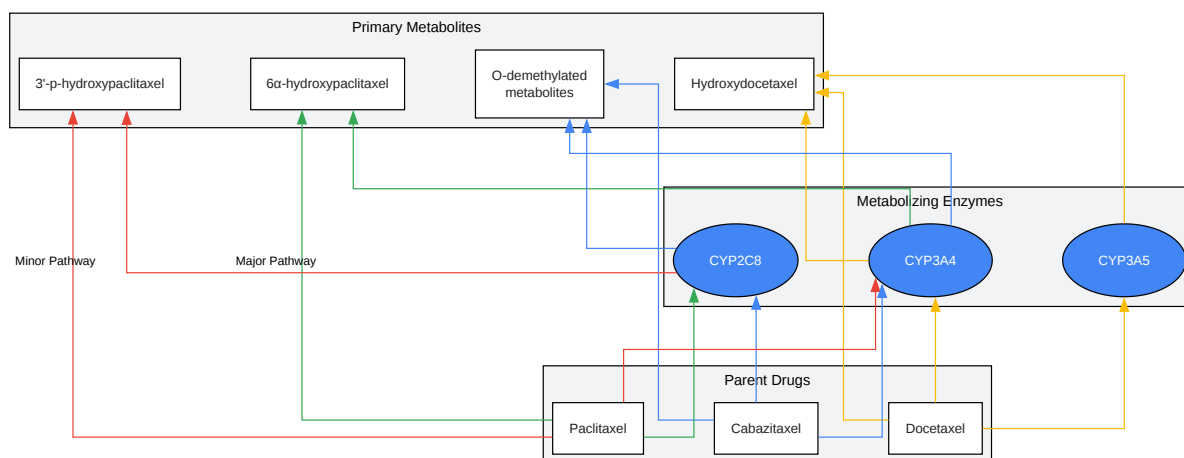 Primary Metabolites
3'-p-hydroxypaclitaxel
6α-hydroxypaclitaxel
O-demethylated
metabolites
Hydroxydocetaxel
Metabolizing Enzymes
CYP2C8
CYP3A4
CYP3A5
Minor Pathway
Major Pathway
Parent Drugs
Paclitaxel
Cabazitaxel
Docetaxel